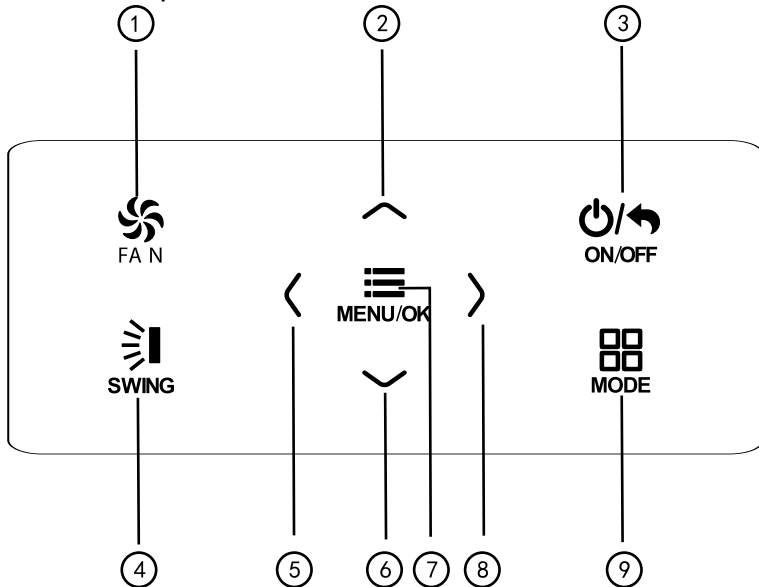 ① ② ③
FA N
ON/OFF
MENU/OK
SWING
MODE
④ ⑤ ⑥ ⑦ ⑧ ⑨